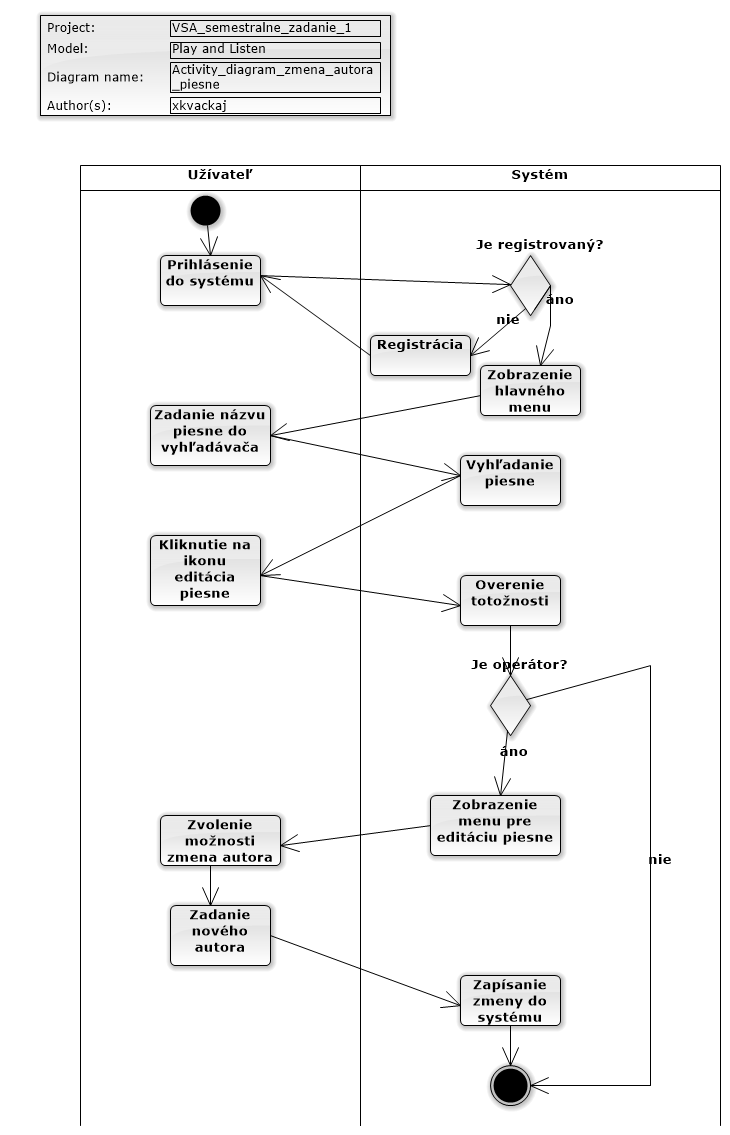 Project: VSA_semestralne_zadanie_1
Model: Play and Listen
Diagram name: Activity_diagram_zmena_autora
_piesne
Author(s): xkvackaj
Užívateľ
Systém
Je registrovaný?
Prihlásenie
do systému
áno
nie
Registrácia
Zobrazenie
hlavného
menu
Zadanie názvu
piesne do
vyhľadávača
Vyhľadanie
piesne
Kliknutie na
ikonu
editácia
piesne
Overenie
totožnosti
Je operátor?
áno
Zobrazenie
menu pre
editáciu piesne
Zvolenie
možnosti
zmena autora
nie
Zadanie
nového
autora
Zapísanie
zmeny do
systému